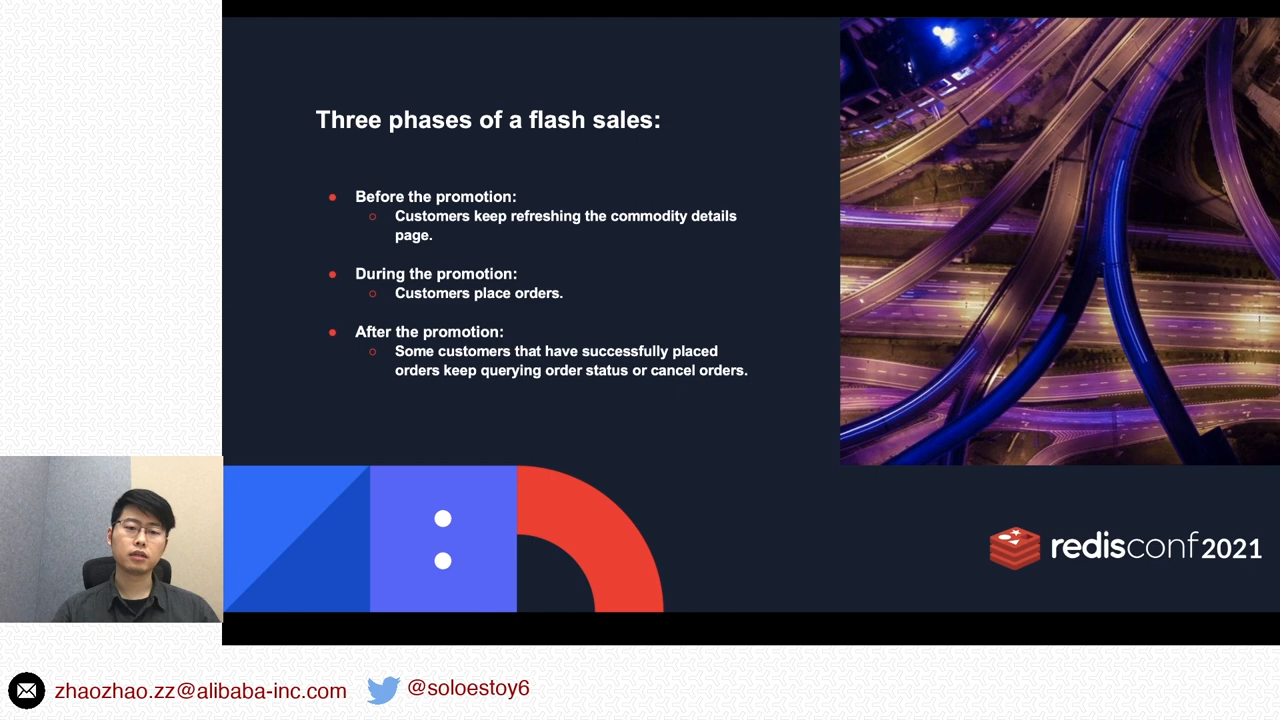 Three phases of a flash sales:
Before the promotion:
Customers keep refreshing the commodity details
page.
During the promotion:
Customers place orders.
After the promotion:
Some customers that have successfully placed
orders keep querying order status or cancel orders.
redisconf 2021
zhaozhao.zz@alibaba-inc.com
@soloestoy6